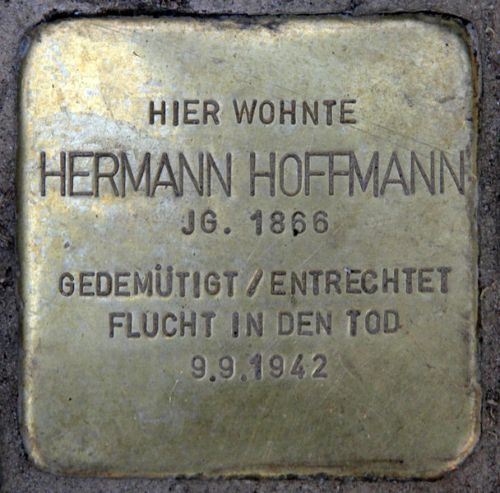 HIER WOHNTE
HERMANN HOFFMANN
JG. 1866
GEDEMÜTIGT / ENTRECHTET
FLUCHT IN DEN TOD
9.9.1942